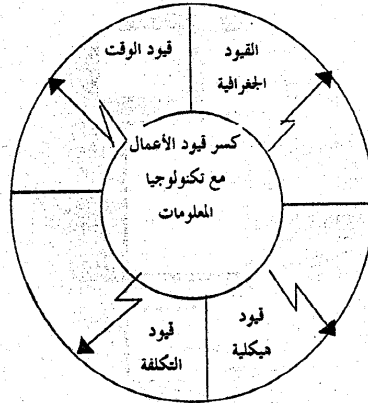 القيود
الجغرافية
قيود الوقت
كسر قيود الأعمال
مع تكنولوجيا
المعلومات
قيود
هيكلية
قيود
التكلفة